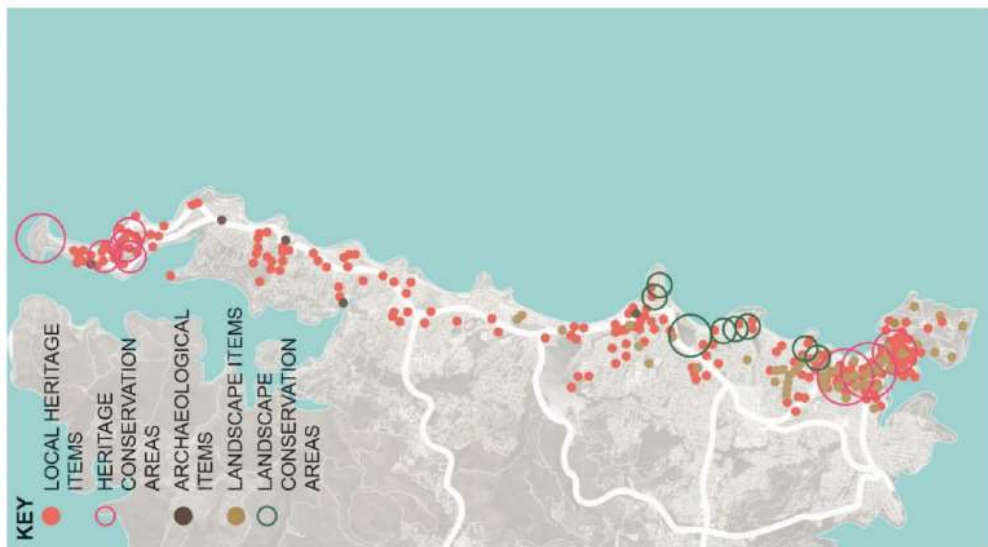 KEY
LOCAL HERITAGE
ITEMS
HERITAGE
CONSERVATION
AREAS
ARCHAEOLOGICAL
ITEMS
LANDSCAPE ITEMS
LANDSCAPE
CONSERVATION
AREAS